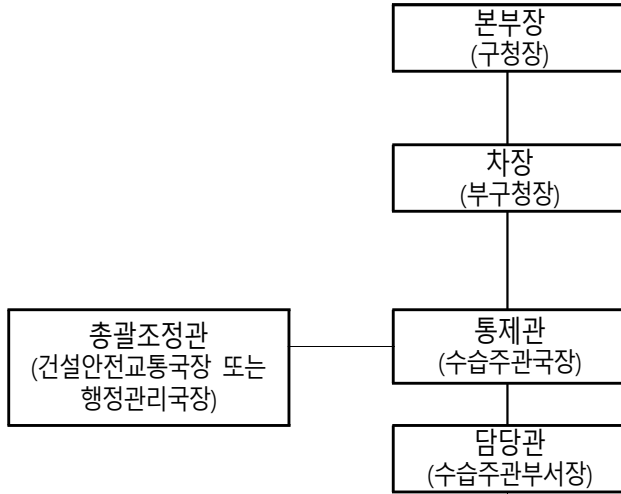 본부장
(구청장)
차장
(부구청장)
총괄조정관
(건설안전교통국장 또는
행정관리국장)
통제관
(수습주관국장)
담당관
(수습주관부서장)